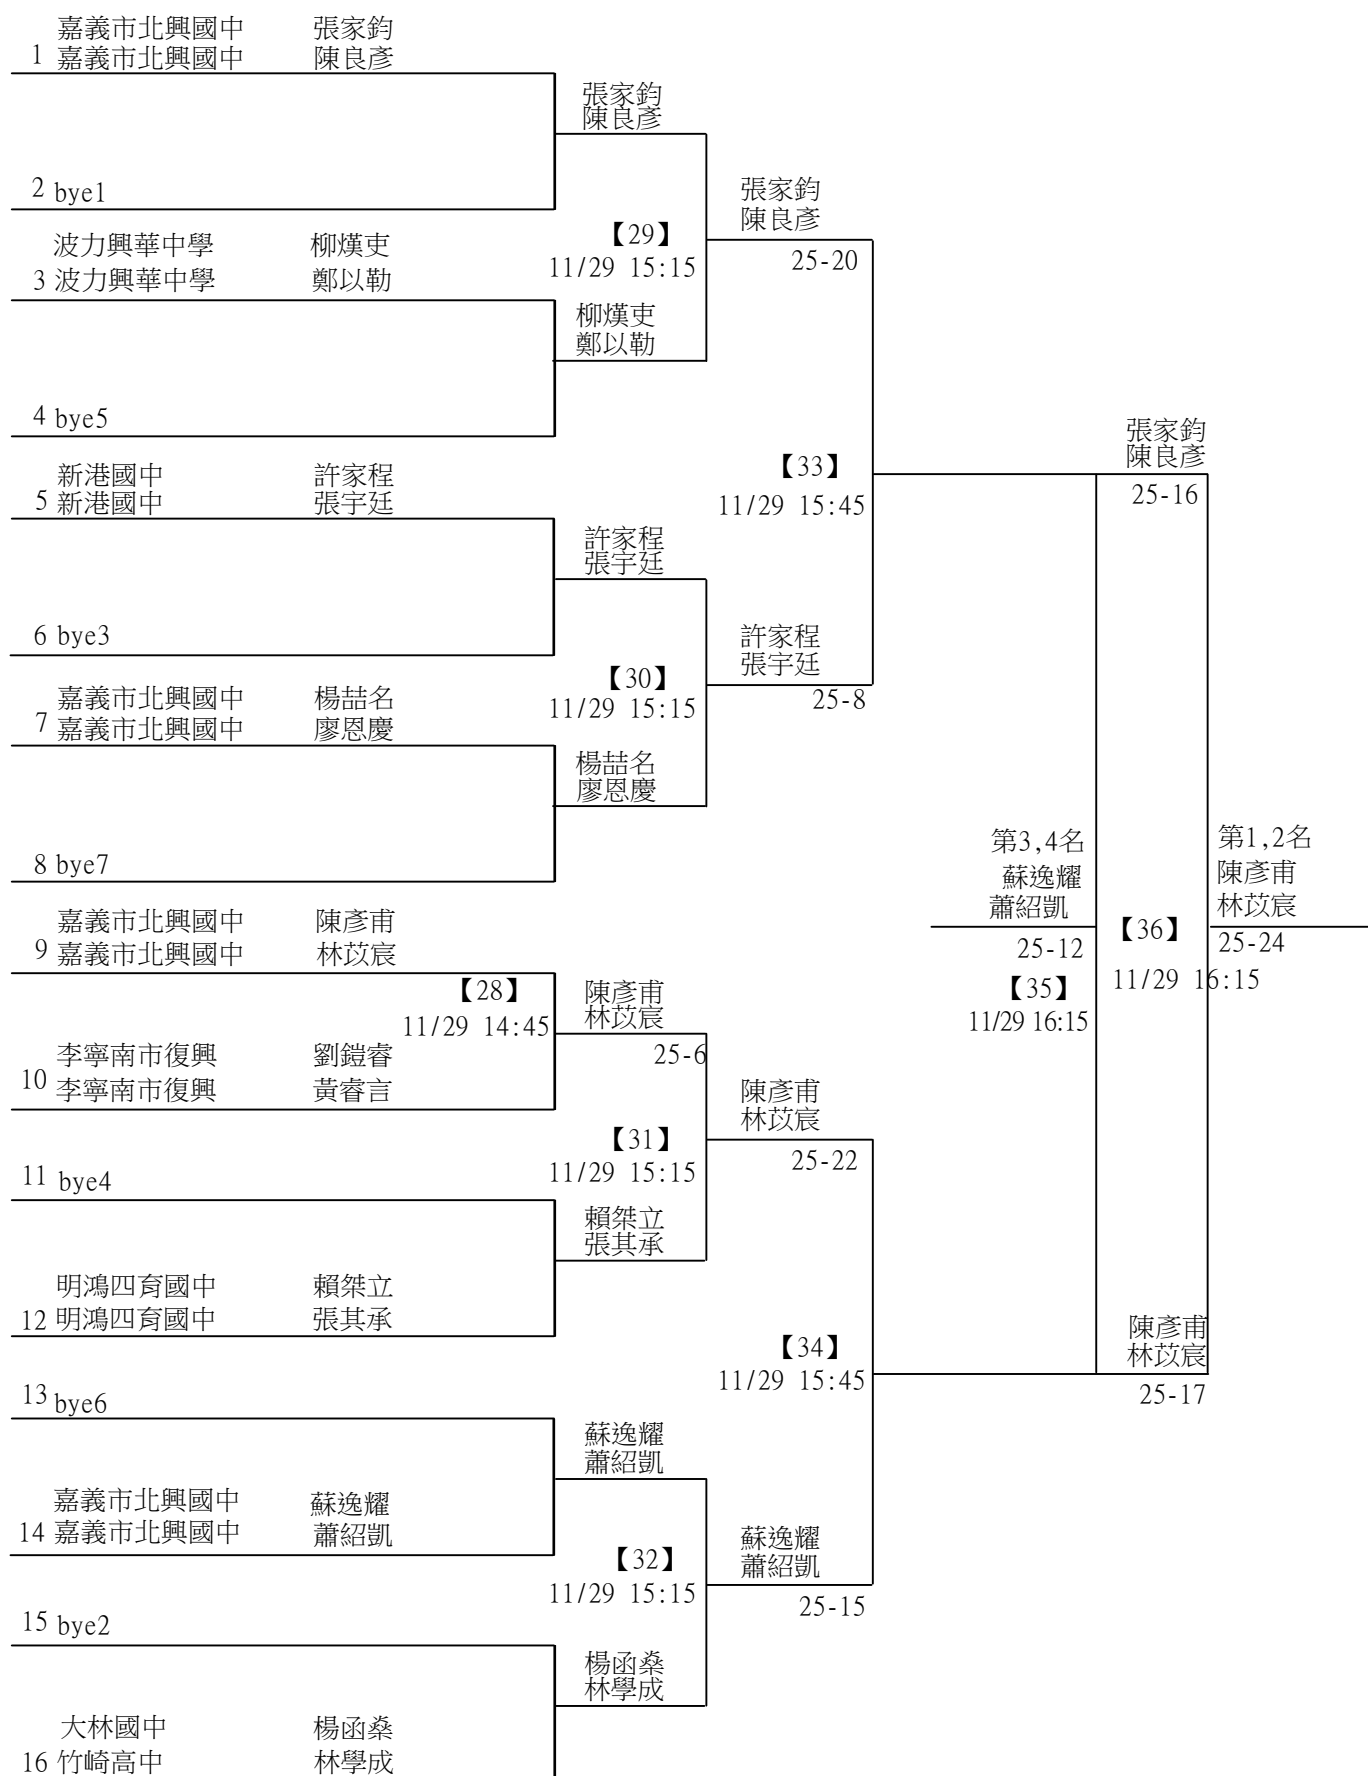 嘉義市北興國中 張家鈞
1 嘉義市北興國中 陳良彥
張家鈞
陳良彥
2 bye1
張家鈞
陳良彥
【29】
25-20
11/29 15:15
波力興華中學 柳熯吏
3 波力興華中學 鄭以勒
柳熯吏
鄭以勒
4 bye5
張家鈞
陳良彥
25-16
【33】
11/29 15:45
新港國中 許家程
5 新港國中 張宇廷
許家程
張宇廷
6 bye3
許家程
張宇廷
25-8
【30】
11/29 15:15
嘉義市北興國中 楊喆名
7 嘉義市北興國中 廖恩慶
楊喆名
廖恩慶
8 bye7
第3,4名
蘇逸耀
蕭紹凱
25-12
【35】
11/29 16:15
第1,2名
陳彥甫
林苡宸
25-24
【36】
11/29 16:15
嘉義市北興國中 陳彥甫
9 嘉義市北興國中 林苡宸
【28】
11/29 14:45
陳彥甫
林苡宸
25-6
李寧南市復興 劉鎧睿
10 李寧南市復興 黃睿言
陳彥甫
林苡宸
25-22
【31】
11/29 15:15
11 bye4
賴桀立
張其承
明鴻四育國中 賴桀立
12 明鴻四育國中 張其承
陳彥甫
林苡宸
25-17
【34】
11/29 15:45
13 bye6
蘇逸耀
蕭紹凱
嘉義市北興國中 蘇逸耀
14 嘉義市北興國中 蕭紹凱
蘇逸耀
蕭紹凱
25-15
【32】
11/29 15:15
15 bye2
楊函燊
林學成
大林國中 楊函燊
16 竹崎高中 林學成